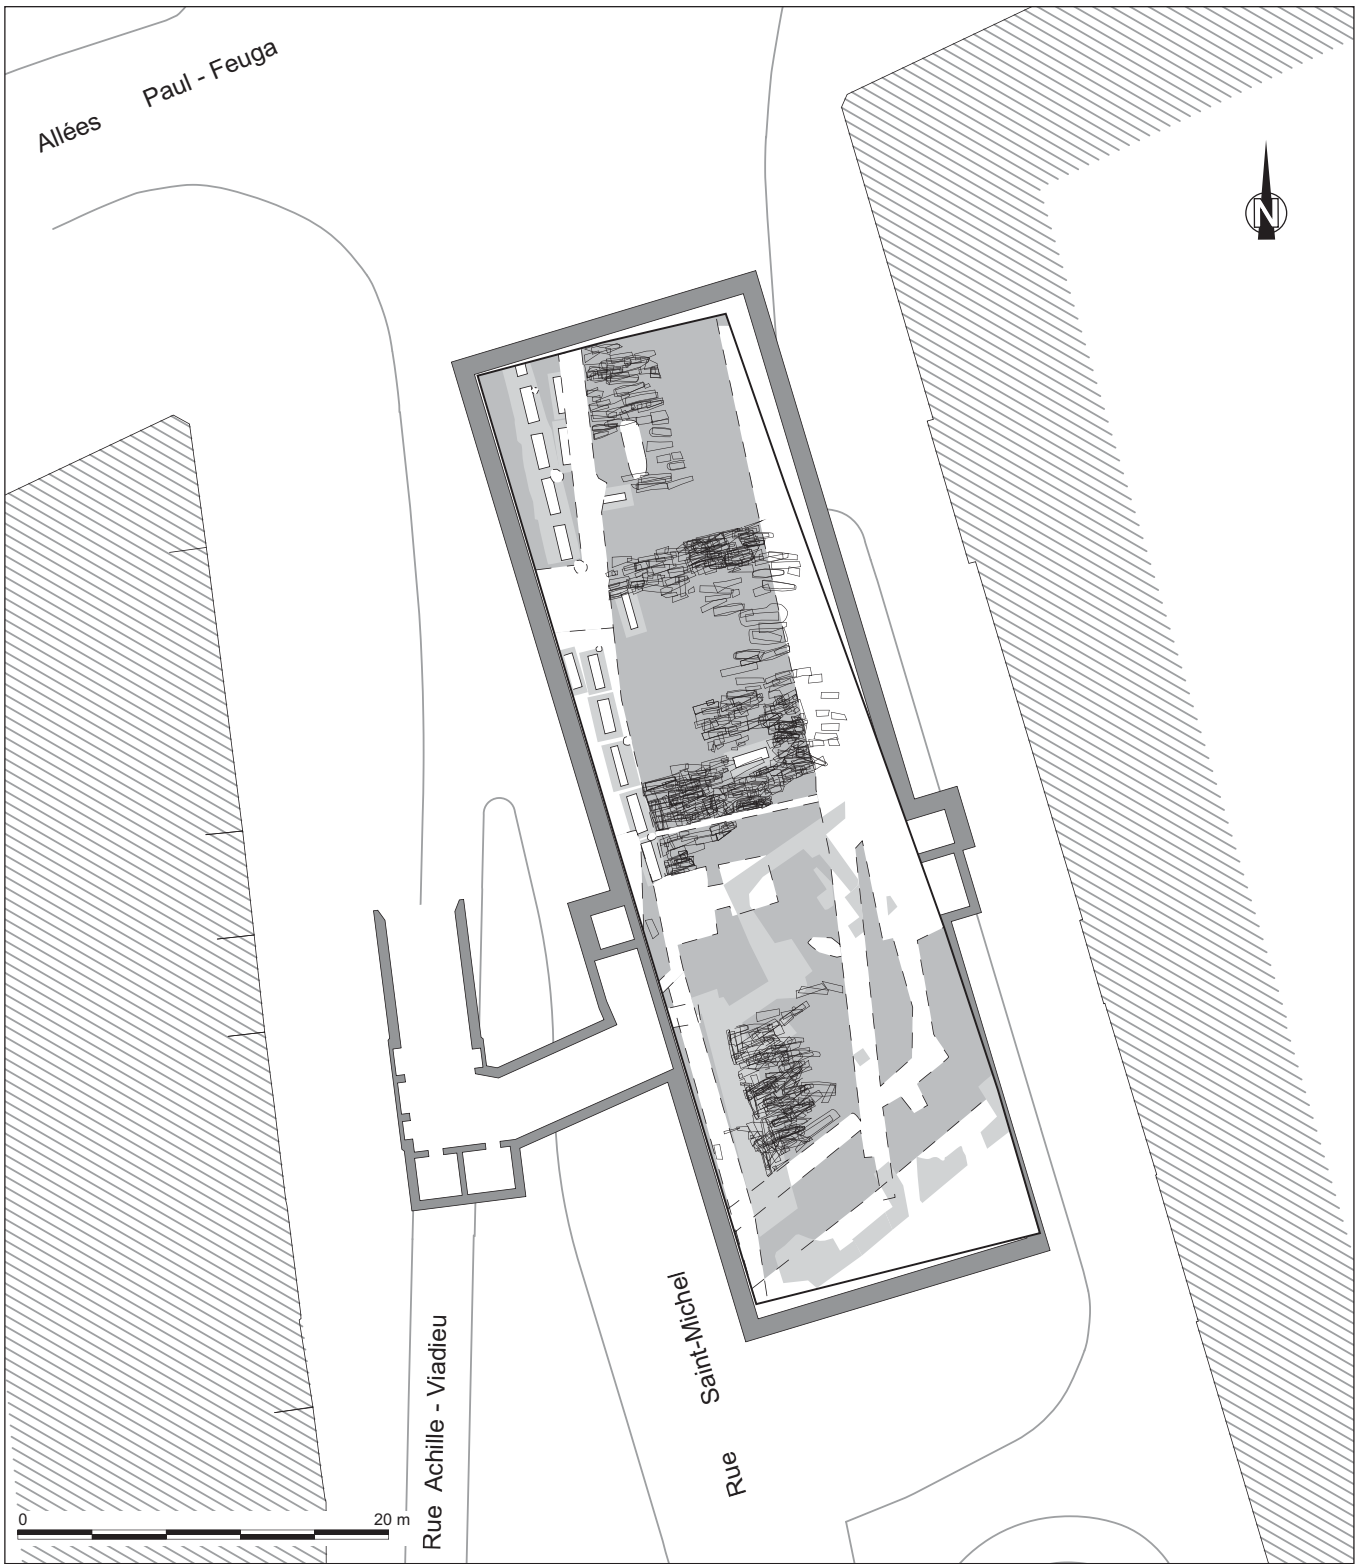 Allées Paul - Feuga
N
Rue Saint-Michel
Rue Achille - Viadieu
0 20 m